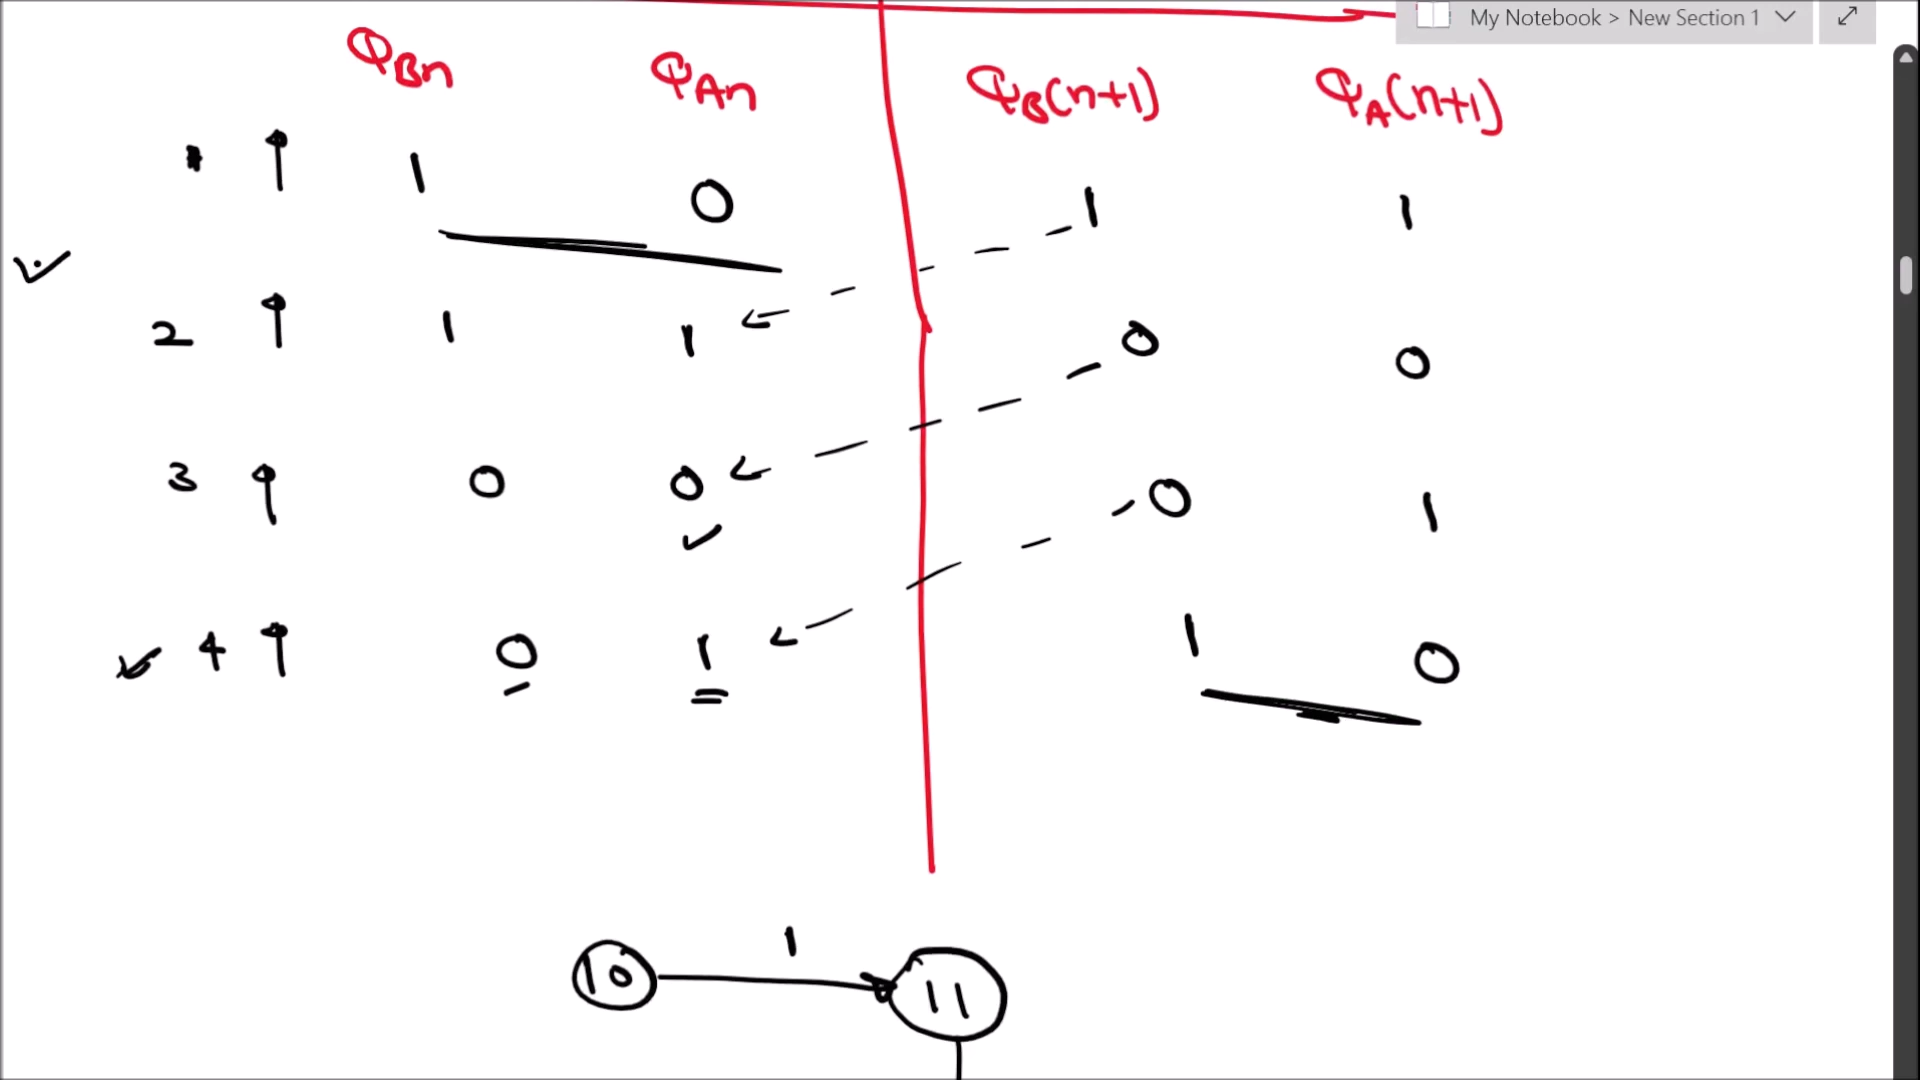 My Notebook > New Section 1
QBn QAn QB(n+1) QA(n+1)
↑ 1 0 1 1
2 ↑ 1 1 0 0
3 ↑ 0 0 0 1
4 ↑ 0 1 1 0
1
10 11